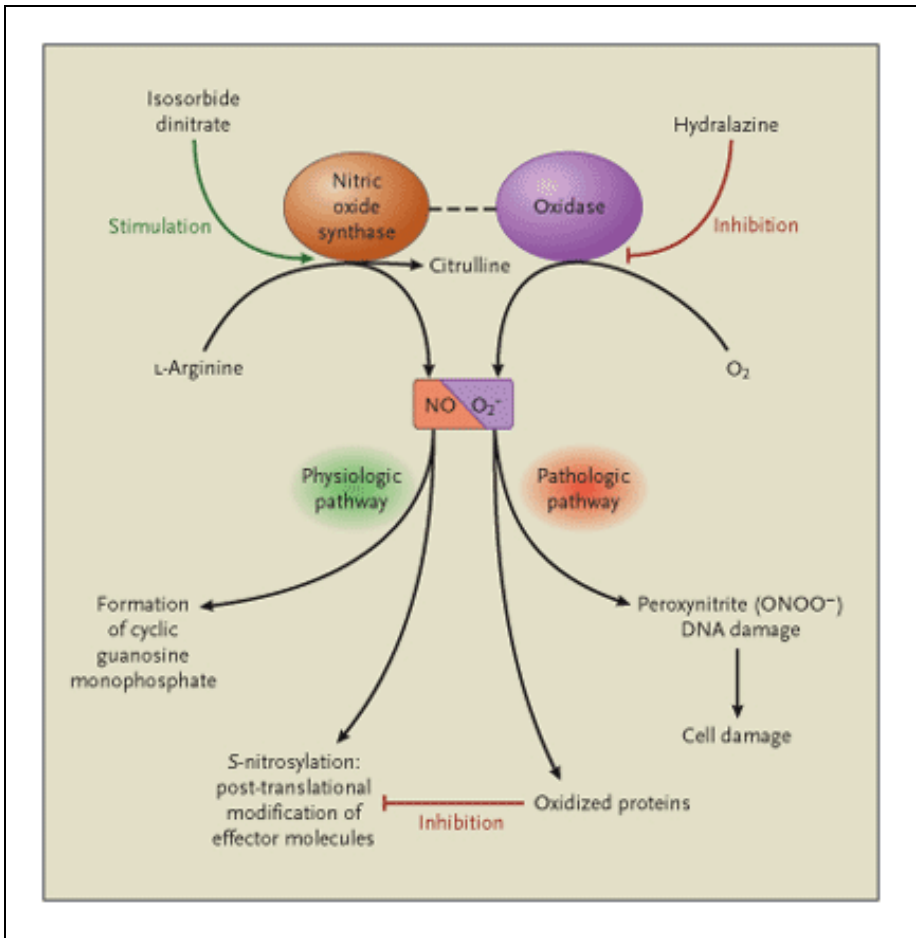 Isosorbide
dinitrate
Hydralazine
Nitric
oxide
synthase
Oxidase
Stimulation
Inhibition
Citrulline
L-Arginine
O₂
NO
O₂⁻
Physiologic
pathway
Pathologic
pathway
Formation
of cyclic
guanosine
monophosphate
Peroxynitrite (ONOO⁻)
DNA damage
Cell damage
S-nitrosylation:
post-translational
modification of
effector molecules
Inhibition
Oxidized proteins